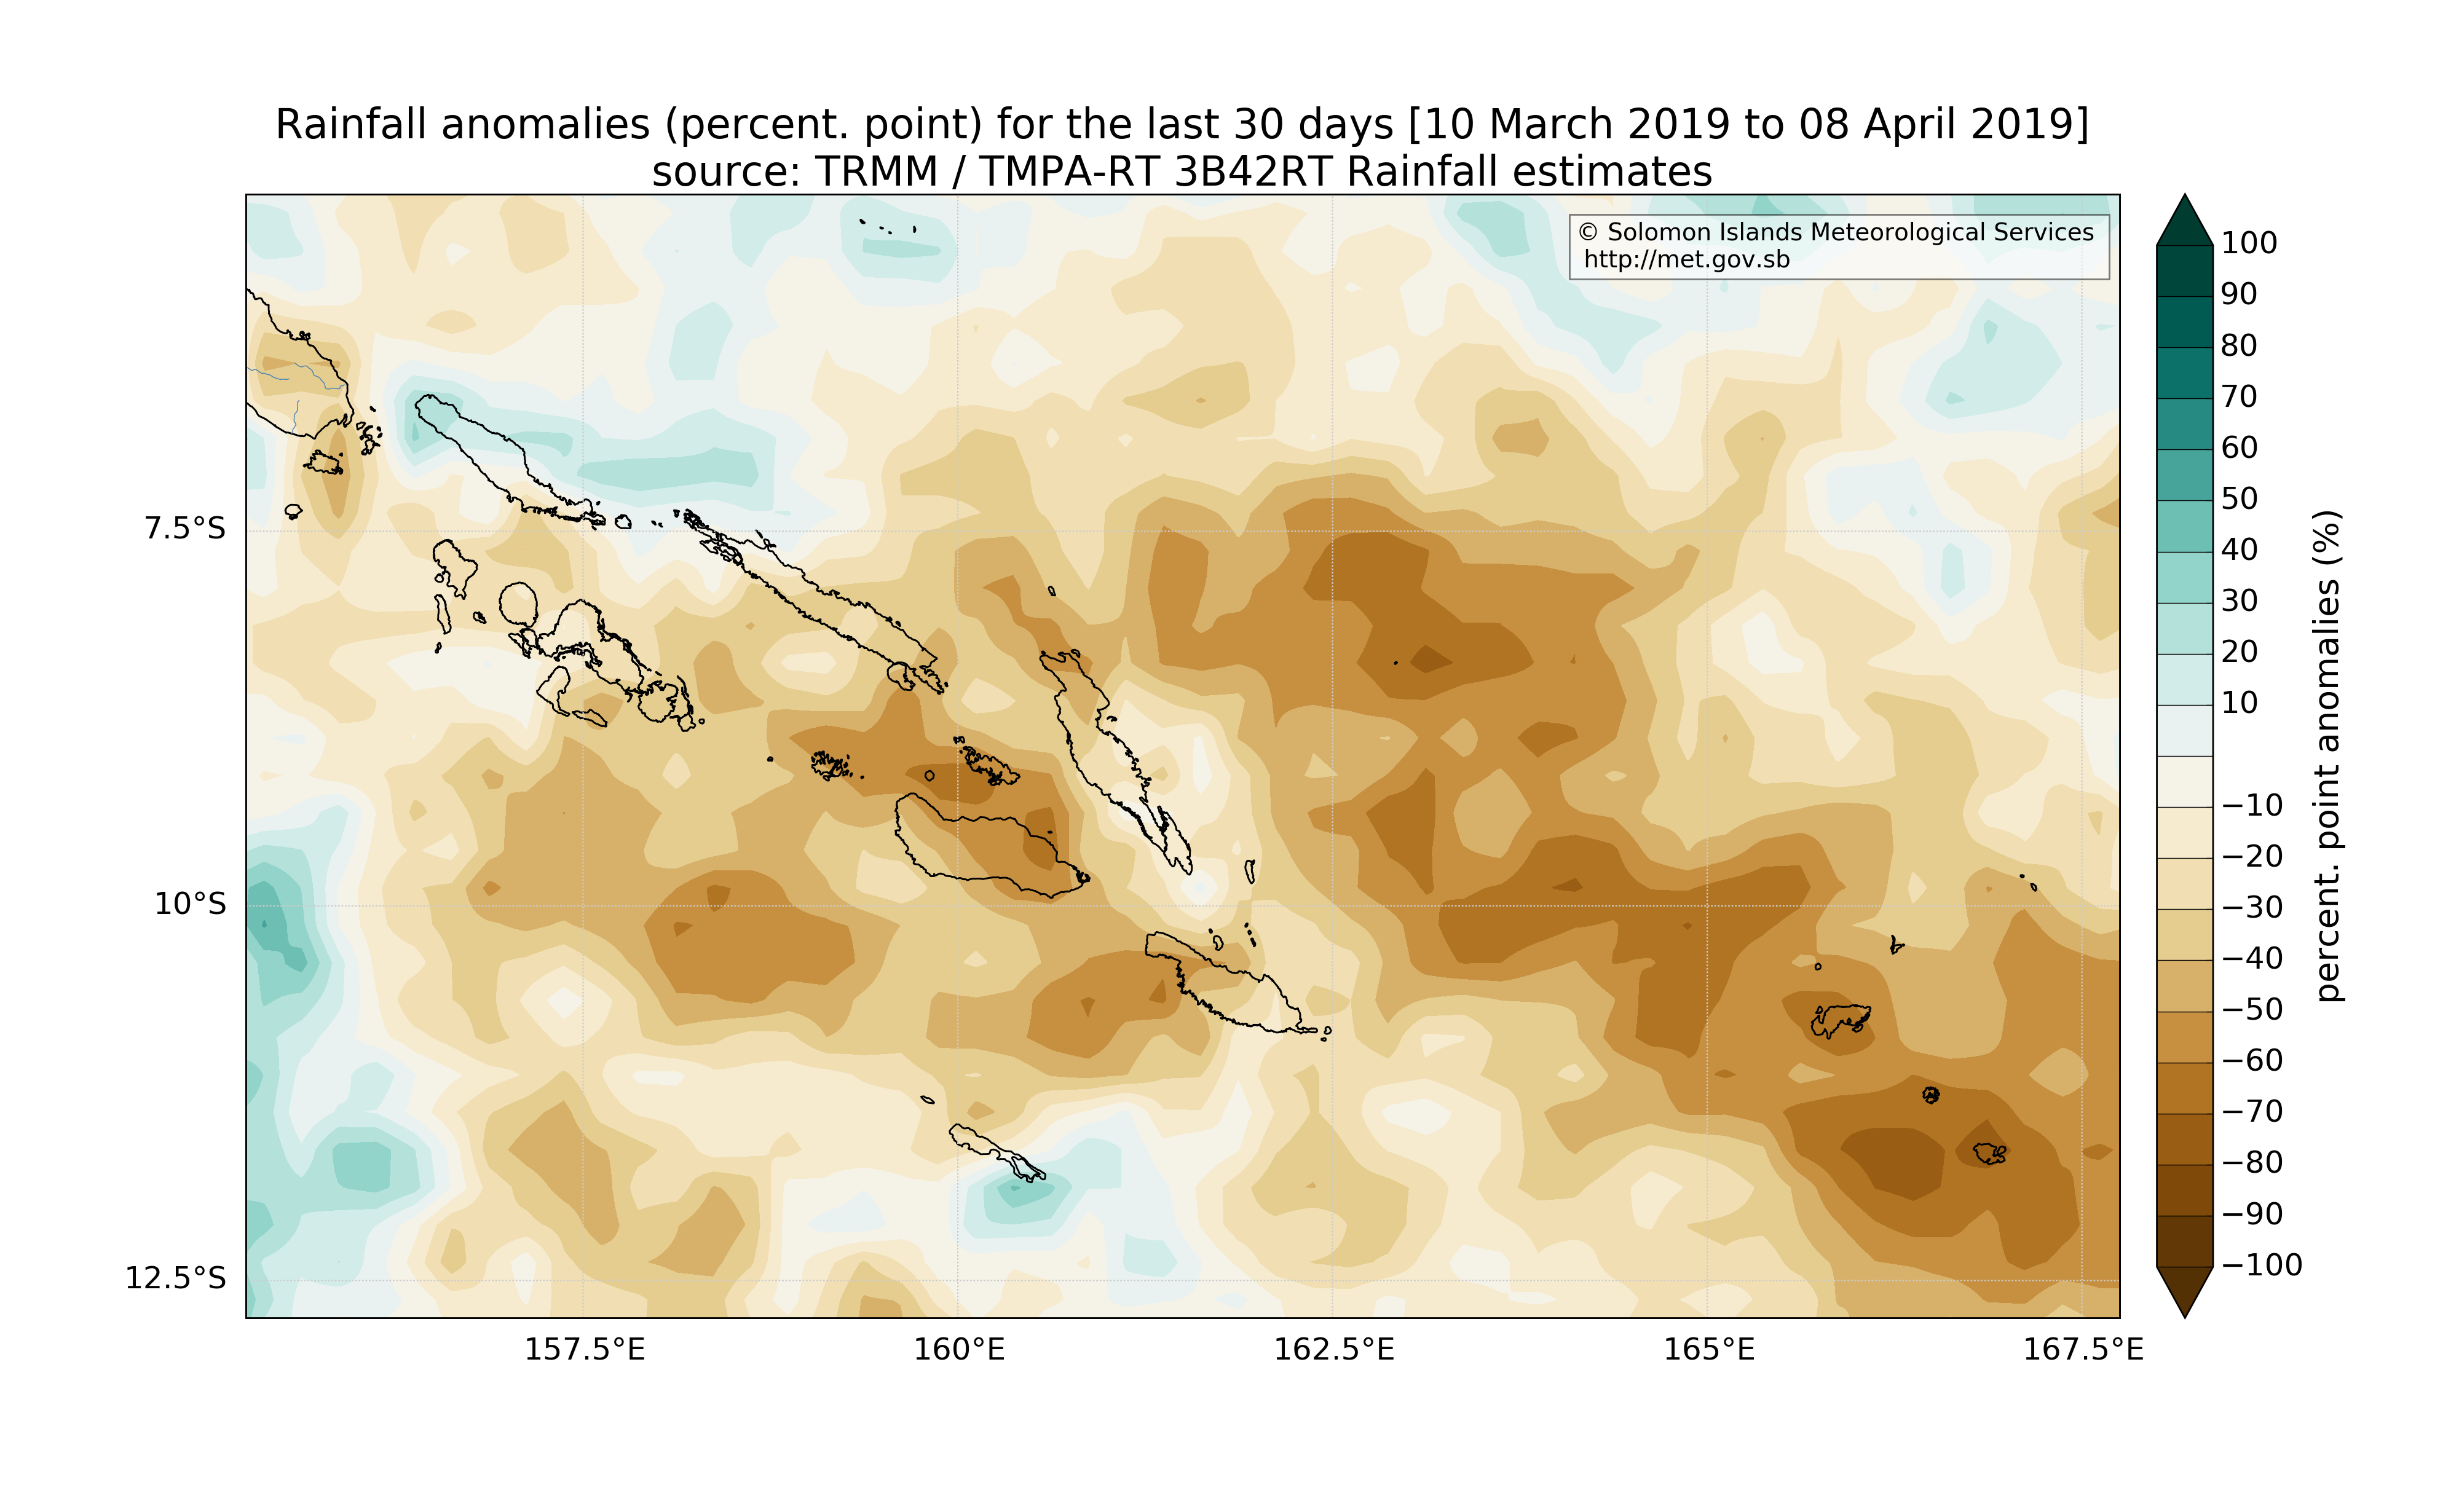 Rainfall anomalies (percent. point) for the last 30 days [10 March 2019 to 08 April 2019]
source: TRMM / TMPA-RT 3B42RT Rainfall estimates
© Solomon Islands Meteorological Services
http://met.gov.sb
7.5°S
10°S
12.5°S
157.5°E
160°E
162.5°E
165°E
167.5°E
100
90
80
70
60
50
40
30
20
10
−10
−20
−30
−40
−50
−60
−70
−80
−90
−100
percent. point anomalies (%)